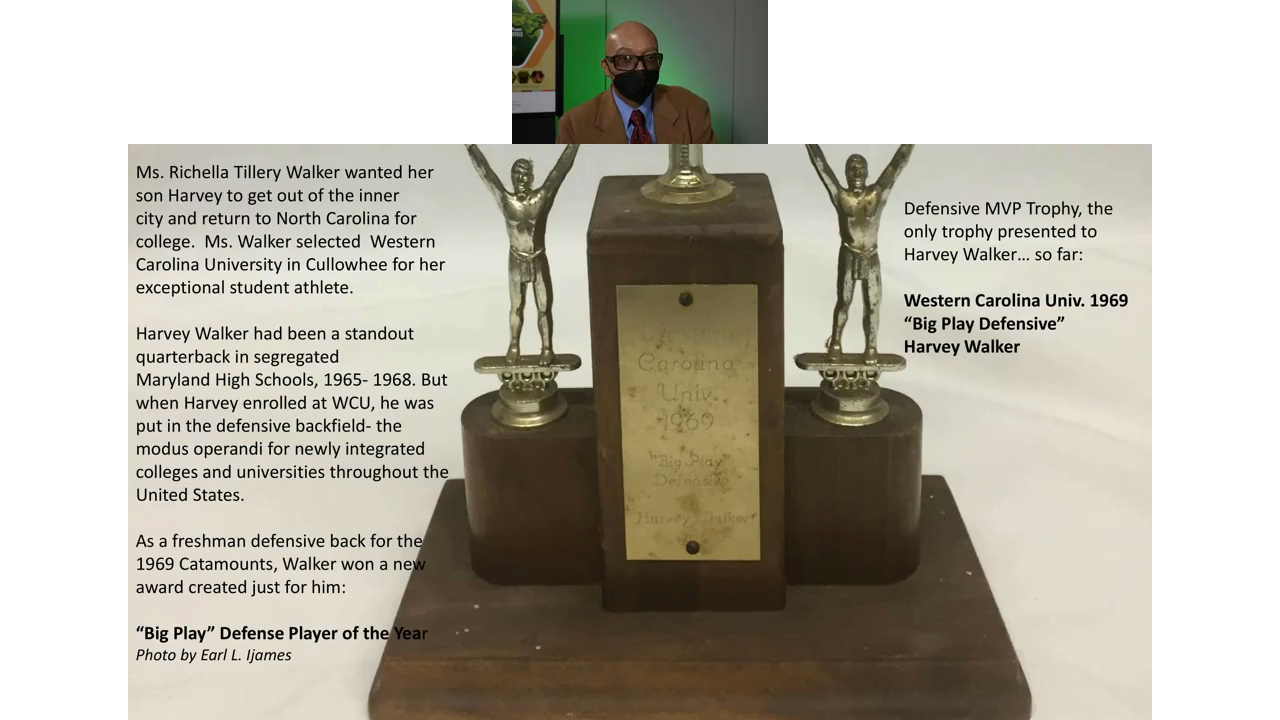 Ms. Richella Tillery Walker wanted her
son Harvey to get out of the inner
city and return to North Carolina for
college.  Ms. Walker selected  Western
Carolina University in Cullowhee for her
exceptional student athlete.
Harvey Walker had been a standout
quarterback in segregated
Maryland High Schools, 1965- 1968. But
when Harvey enrolled at WCU, he was
put in the defensive backfield- the
modus operandi for newly integrated
colleges and universities throughout the
United States.
As a freshman defensive back for the
1969 Catamounts, Walker won a new
award created just for him:
“Big Play” Defense Player of the Year
Photo by Earl L. Ijames
Carolina
Univ.
1969
"Big Play"
Defensive
Harvey Walker
Defensive MVP Trophy, the
only trophy presented to
Harvey Walker… so far:
Western Carolina Univ. 1969
“Big Play Defensive”
Harvey Walker